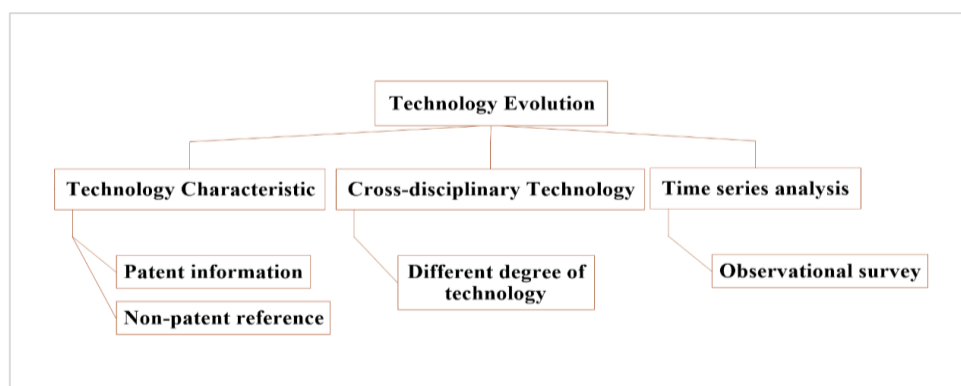 Technology Evolution
Technology Characteristic
Cross-disciplinary Technology
Time series analysis
Patent information
Non-patent reference
Different degree of
technology
Observational survey